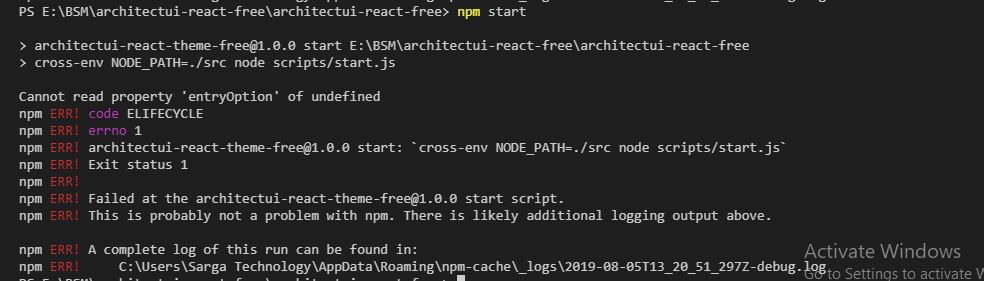 PS E:\BSM\architectui-react-free\architectui-react-free> npm start
> architectui-react-theme-free@1.0.0 start E:\BSM\architectui-react-free\architectui-react-free
> cross-env NODE_PATH=./src node scripts/start.js
Cannot read property 'entryOption' of undefined
npm ERR! code ELIFECYCLE
npm ERR! errno 1
npm ERR! architectui-react-theme-free@1.0.0 start: `cross-env NODE_PATH=./src node scripts/start.js`
npm ERR! Exit status 1
npm ERR!
npm ERR! Failed at the architectui-react-theme-free@1.0.0 start script.
npm ERR! This is probably not a problem with npm. There is likely additional logging output above.
npm ERR! A complete log of this run can be found in:
npm ERR!     C:\Users\Sarga Technology\AppData\Roaming\npm-cache\_logs\2019-08-05T13_20_51_297Z-debug.log
Activate Windows
Go to Settings to activate W